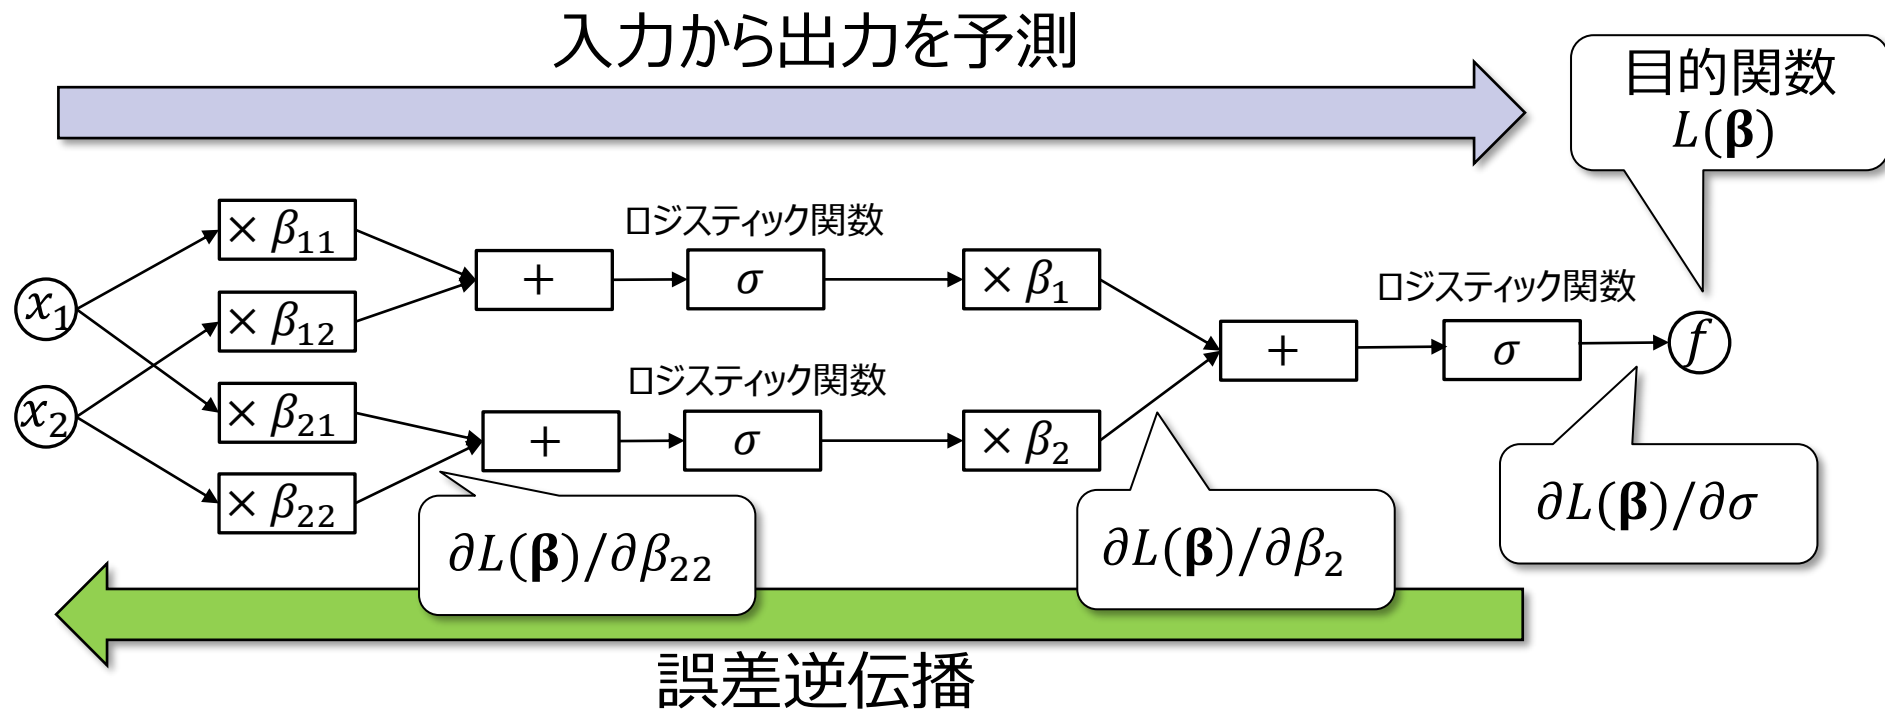 入力から出力を予測
目的関数
L(β)
ロジスティック関数
× β₁₁
+
σ
× β₁
ロジスティック関数
x₁
× β₁₂
+
σ
f
ロジスティック関数
x₂
× β₂₁
+
σ
× β₂
× β₂₂
∂L(β)/∂β₂₂
∂L(β)/∂β₂
∂L(β)/∂σ
誤差逆伝播